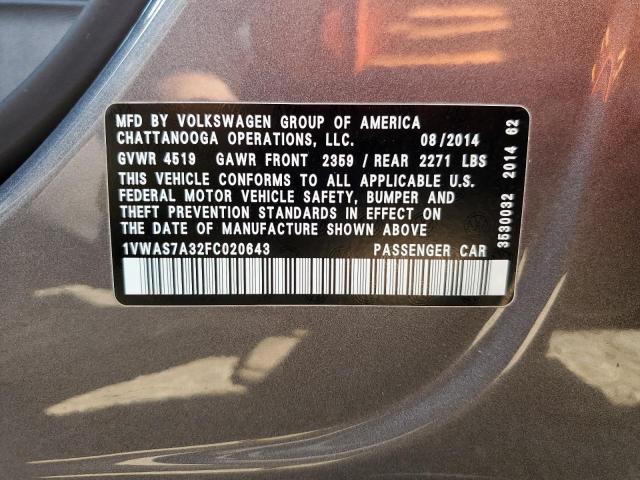 MFD BY VOLKSWAGEN GROUP OF AMERICA
CHATTANOOGA OPERATIONS, LLC. 08/2014
GVWR 4519 GAWR FRONT 2359 / REAR 2271 LBS
THIS VEHICLE CONFORMS TO ALL APPLICABLE U.S.
FEDERAL MOTOR VEHICLE SAFETY, BUMPER AND
THEFT PREVENTION STANDARDS IN EFFECT ON
THE DATE OF MANUFACTURE SHOWN ABOVE
1VWAS7A32FC020643 PASSENGER CAR
3530032 2014 62